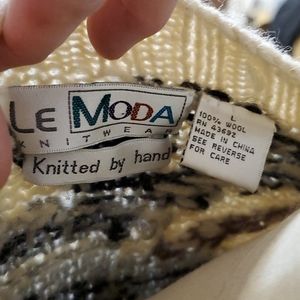 Le MODA
KNITWEAR
Knitted by hand
L
100% WOOL
RN 43692
MADE IN CHINA
SEE REVERSE
FOR CARE